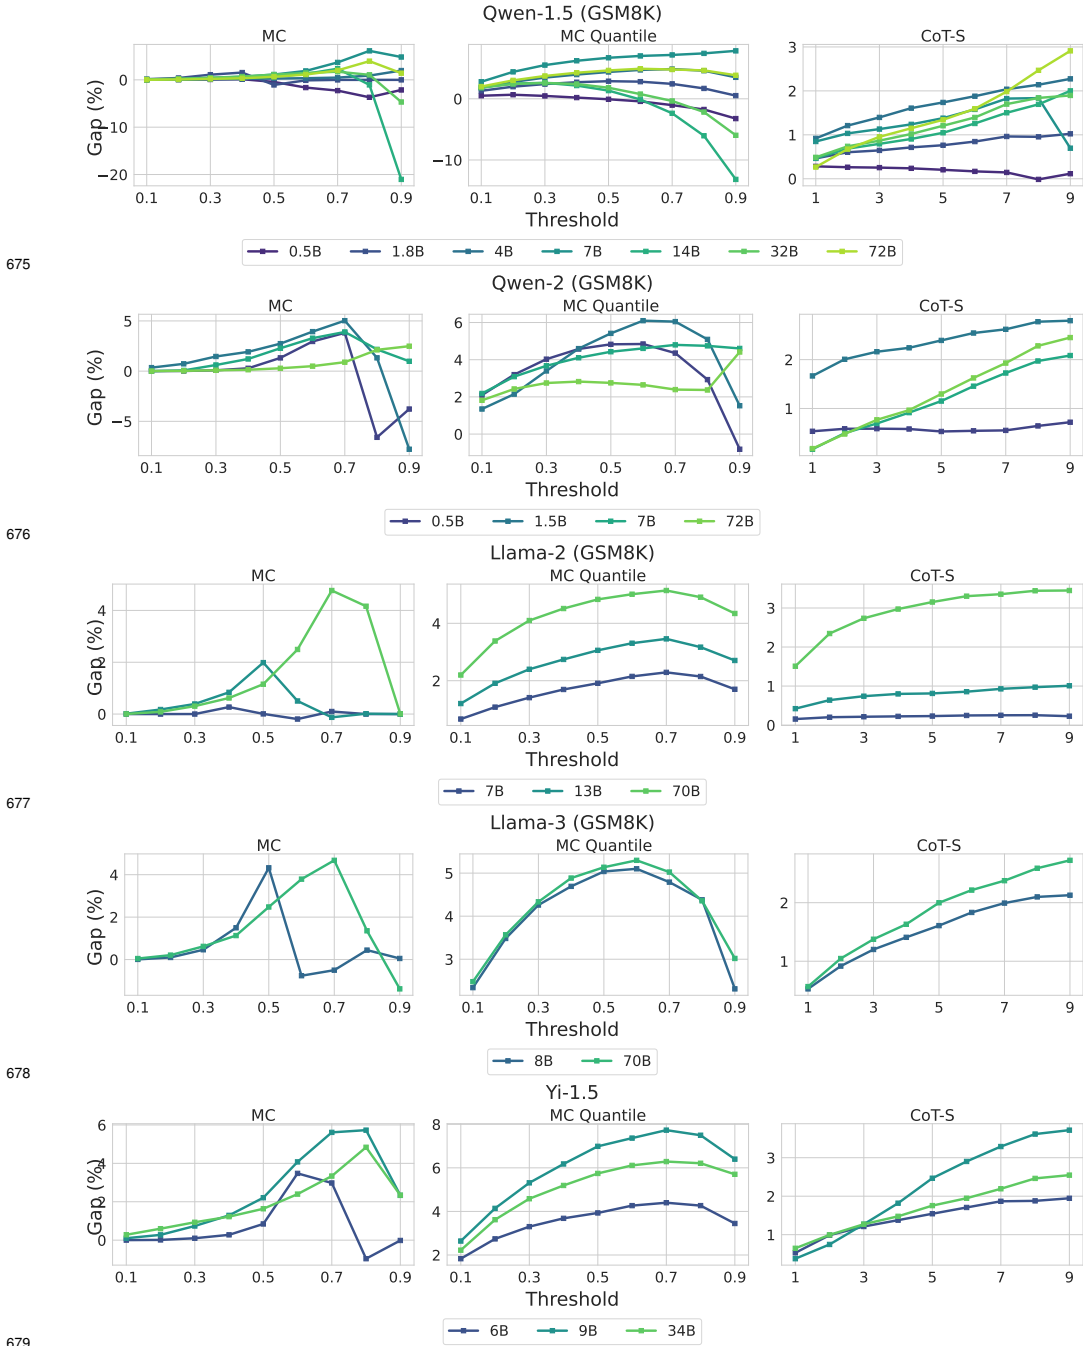 Qwen-1.5 (GSM8K)
MC
MC Quantile
CoT-S
Gap (%)
0
−10
−20
0.1 0.3 0.5 0.7 0.9
0
−10
0.1 0.3 0.5 0.7 0.9
3
2
1
0
1 3 5 7 9
Threshold
0.5B 1.8B 4B 7B 14B 32B 72B
675
Qwen-2 (GSM8K)
MC
MC Quantile
CoT-S
Gap (%)
5
0
−5
0.1 0.3 0.5 0.7 0.9
6
4
2
0
0.1 0.3 0.5 0.7 0.9
2
1
1 3 5 7 9
Threshold
0.5B 1.5B 7B 72B
676
Llama-2 (GSM8K)
MC
MC Quantile
CoT-S
Gap (%)
4
2
0
0.1 0.3 0.5 0.7 0.9
4
2
0.1 0.3 0.5 0.7 0.9
3
2
1
0
1 3 5 7 9
Threshold
7B 13B 70B
677
Llama-3 (GSM8K)
MC
MC Quantile
CoT-S
Gap (%)
4
2
0
0.1 0.3 0.5 0.7 0.9
5
4
3
0.1 0.3 0.5 0.7 0.9
2
1
1 3 5 7 9
Threshold
8B 70B
678
Yi-1.5
MC
MC Quantile
CoT-S
Gap (%)
6
4
2
0
0.1 0.3 0.5 0.7 0.9
8
6
4
2
0.1 0.3 0.5 0.7 0.9
3
2
1
1 3 5 7 9
Threshold
6B 9B 34B
679